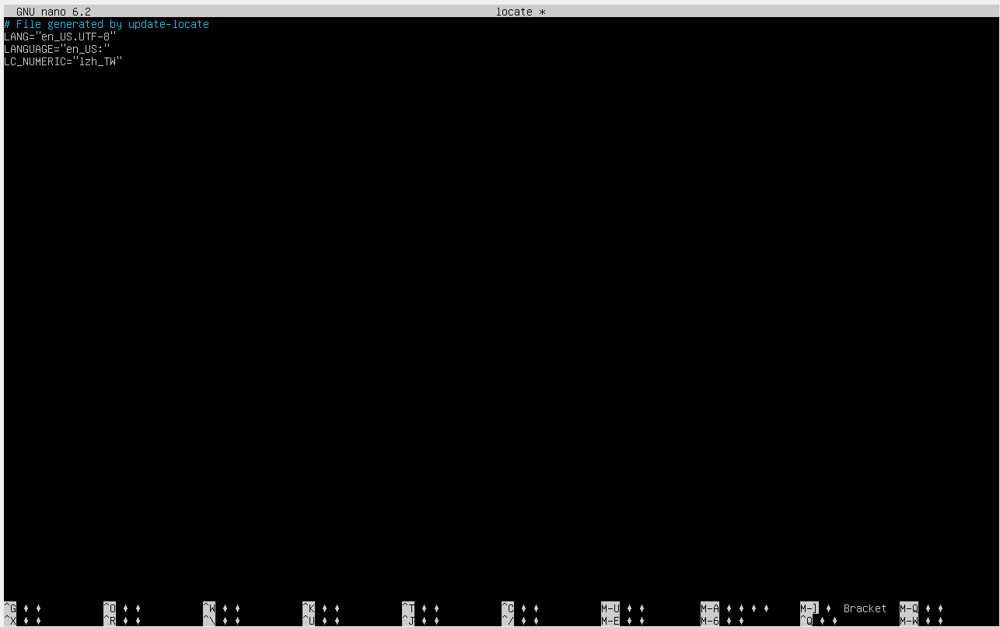 GNU nano 6.2 locate *
# File generated by update-locate
LANG="en_US.UTF-8"
LANGUAGE="en_US:"
LC_NUMERIC="lzh_TW"
^G ♦ ♦ ^O ♦ ♦ ^W ♦ ♦ ^K ♦ ♦ ^T ♦ ♦ ^C ♦ ♦ M-U ♦ ♦ M-A ♦ ♦ ♦ ♦ M-] ♦ Bracket M-Q ♦ ♦
^X ♦ ♦ ^R ♦ ♦ ^\ ♦ ♦ ^U ♦ ♦ ^J ♦ ♦ ^/ ♦ ♦ M-E ♦ ♦ M-6 ♦ ♦ ^Q ♦ ♦ M-W ♦ ♦